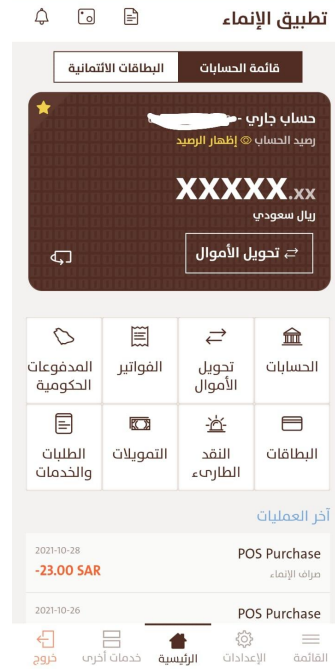 تطبيق الإنماء
قائمة الحسابات
البطاقات الائتمانية
حساب جاري -
رصيد الحساب إظهار الرصيد
XXXXX.xx
ريال سعودي
تحويل الأموال
الحسابات
تحويل الأموال
الفواتير
المدفوعات الحكومية
البطاقات
النقد الطارىء
التمويلات
الطلبات والخدمات
آخر العمليات
2021-10-28
POS Purchase
-23.00 SAR
صراف الإنماء
2021-10-26
POS Purchase
القائمة
الإعدادات
الرئيسية
خدمات أخرى
خروج